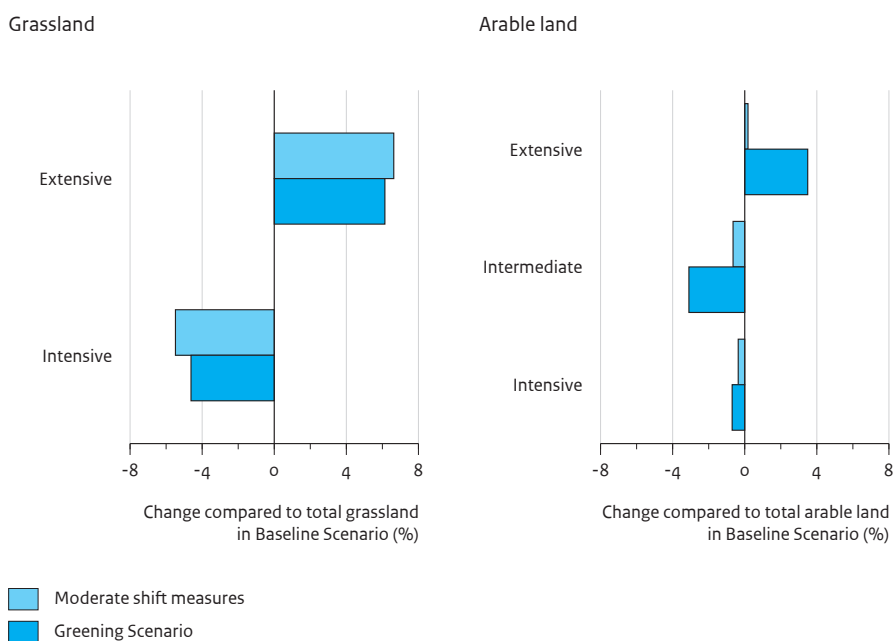 Grassland
Extensive
Intensive
-8 -4 0 4 8
Change compared to total grassland
in Baseline Scenario (%)
Arable land
Extensive
Intermediate
Intensive
-8 -4 0 4 8
Change compared to total arable land
in Baseline Scenario (%)
Moderate shift measures
Greening Scenario